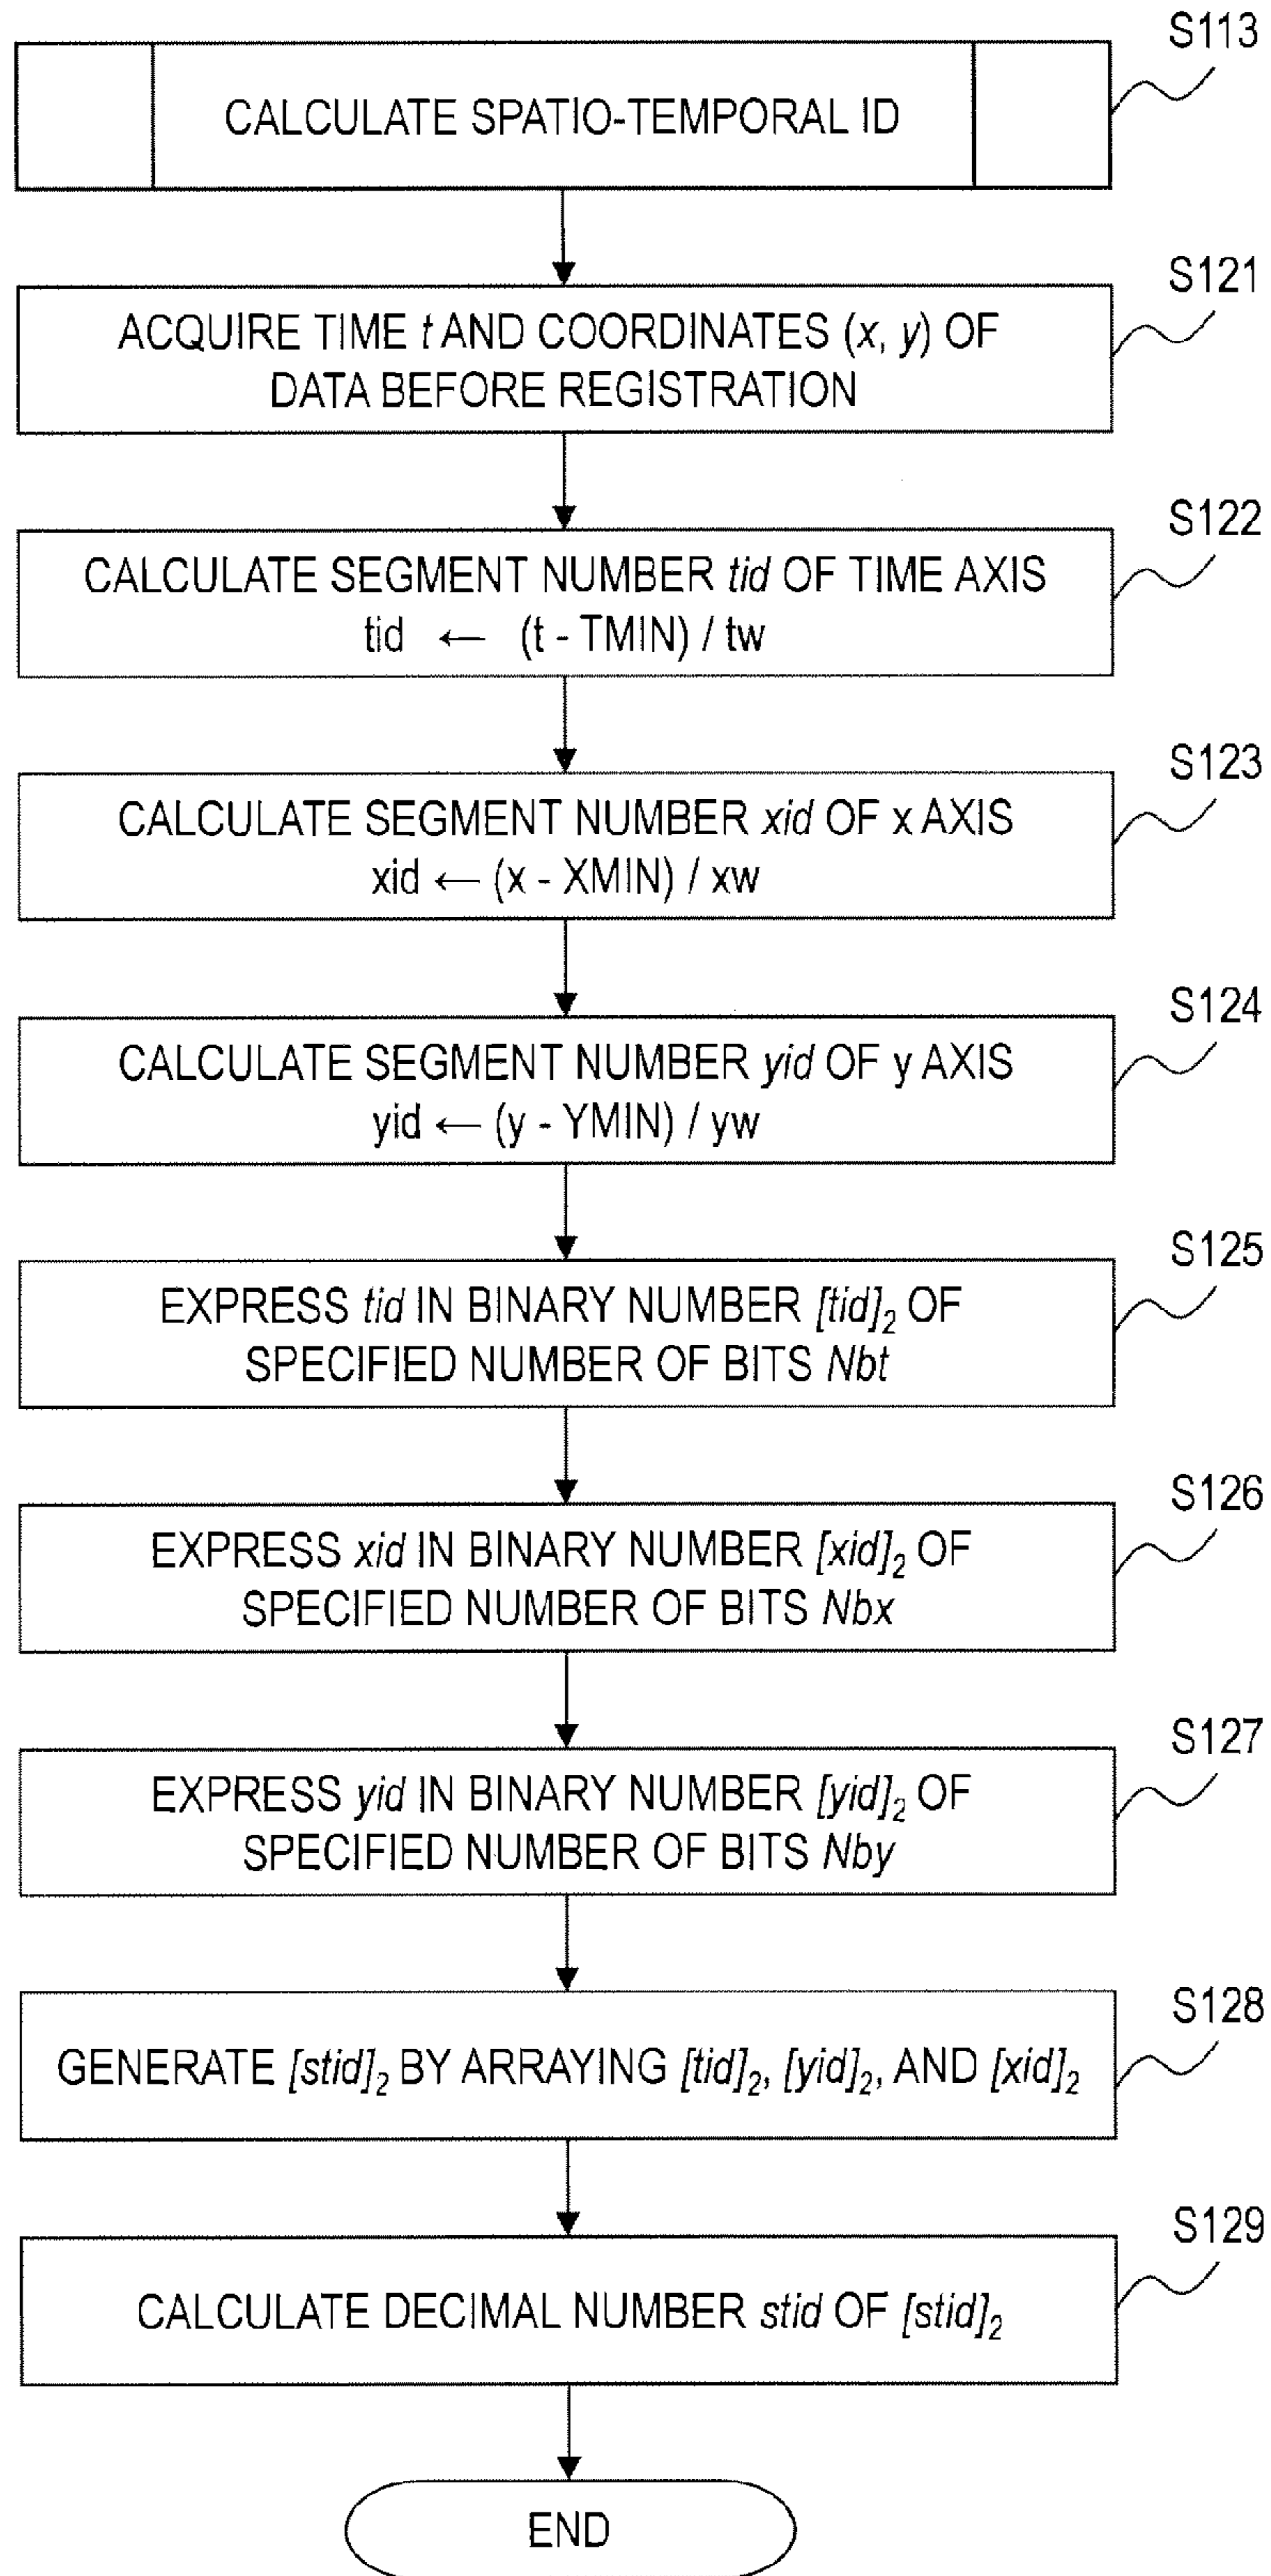 S113
CALCULATE SPATIO-TEMPORAL ID
S121
ACQUIRE TIME t AND COORDINATES (x, y) OF
DATA BEFORE REGISTRATION
S122
CALCULATE SEGMENT NUMBER tid OF TIME AXIS
tid ← (t - TMIN) / tw
S123
CALCULATE SEGMENT NUMBER xid OF x AXIS
xid ← (x - XMIN) / xw
S124
CALCULATE SEGMENT NUMBER yid OF y AXIS
yid ← (y - YMIN) / yw
S125
EXPRESS tid IN BINARY NUMBER [tid]₂ OF
SPECIFIED NUMBER OF BITS Nbt
S126
EXPRESS xid IN BINARY NUMBER [xid]₂ OF
SPECIFIED NUMBER OF BITS Nbx
S127
EXPRESS yid IN BINARY NUMBER [yid]₂ OF
SPECIFIED NUMBER OF BITS Nby
S128
GENERATE [stid]₂ BY ARRAYING [tid]₂, [yid]₂, AND [xid]₂
S129
CALCULATE DECIMAL NUMBER stid OF [stid]₂
END